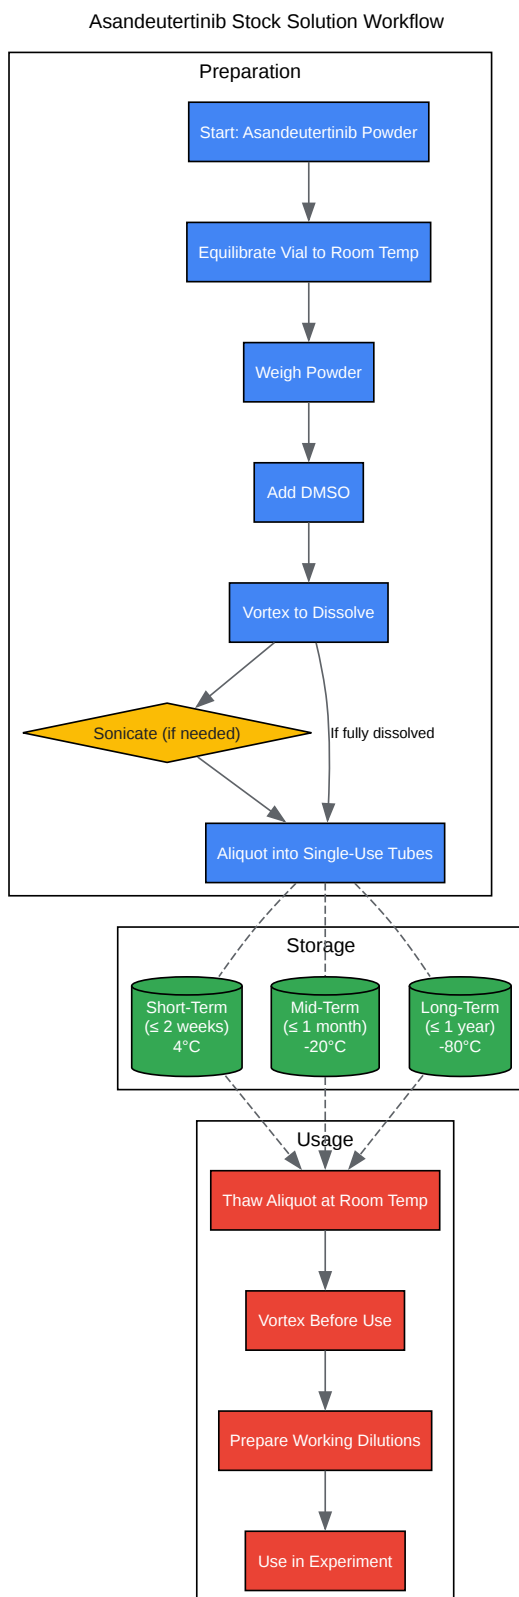 Asandeutertinib Stock Solution Workflow
Preparation
Start: Asandeutertinib Powder
Equilibrate Vial to Room Temp
Weigh Powder
Add DMSO
Vortex to Dissolve
Sonicate (if needed)
If fully dissolved
Aliquot into Single-Use Tubes
Storage
Short-Term
(≤ 2 weeks)
4°C
Mid-Term
(≤ 1 month)
-20°C
Long-Term
(≤ 1 year)
-80°C
Usage
Thaw Aliquot at Room Temp
Vortex Before Use
Prepare Working Dilutions
Use in Experiment